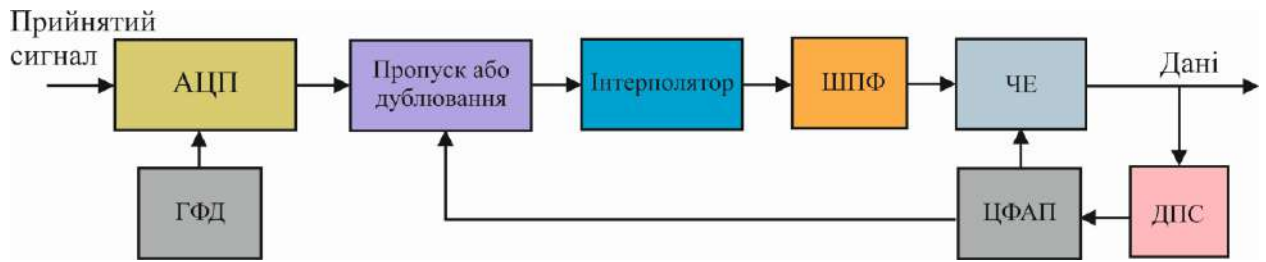 Прийнятий
сигнал
АЦП
Пропуск або
дублювання
Інтерполятор
ШПФ
ЧЕ
Дані
ГФД
ЦФАП
ДПС